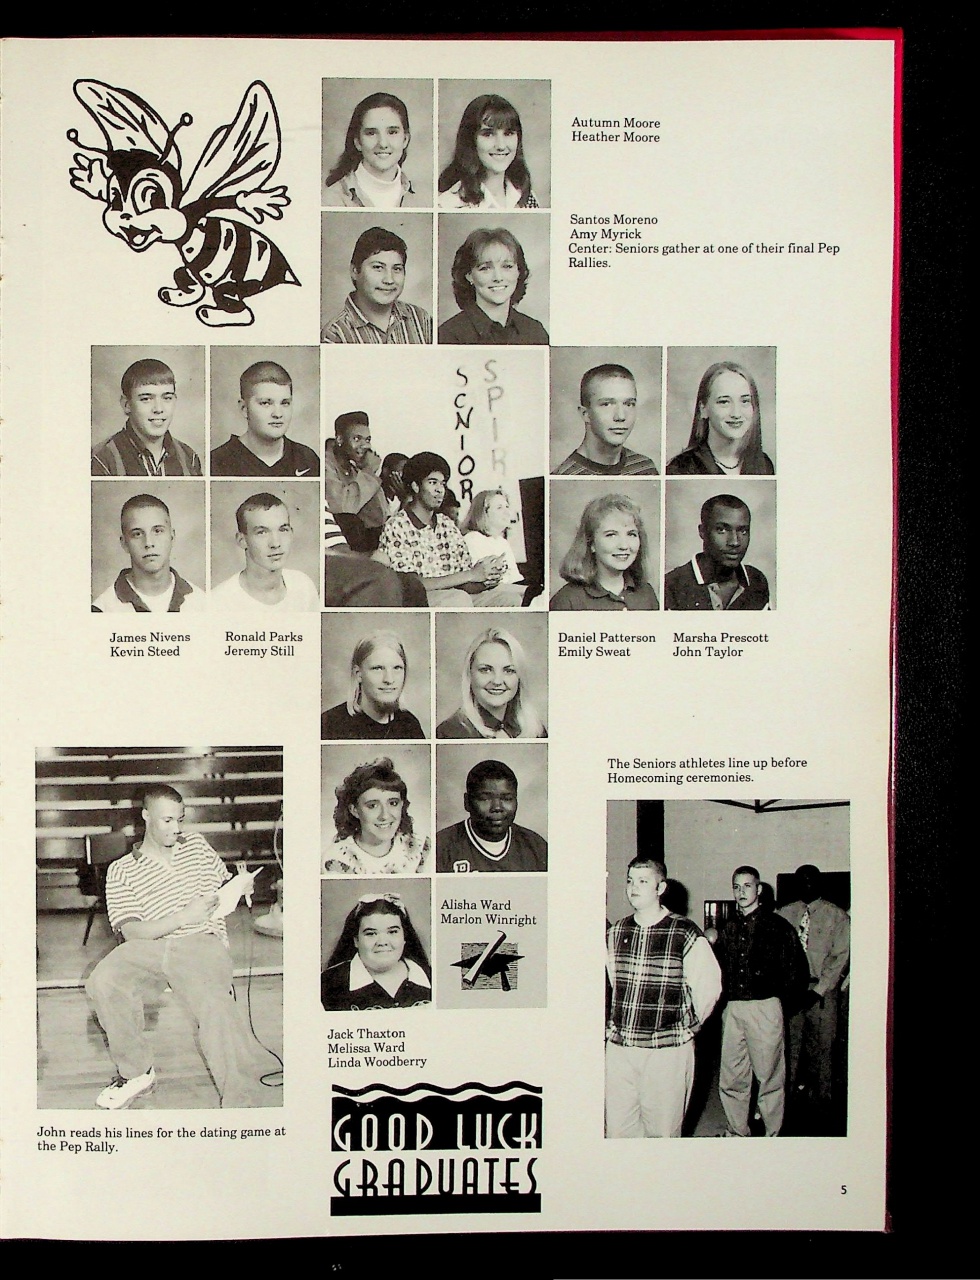 Autumn Moore
Heather Moore
Santos Moreno
Amy Myrick
Center: Seniors gather at one of their final Pep
Rallies.
SENIOR
SPIR
James Nivens
Kevin Steed
Ronald Parks
Jeremy Still
Daniel Patterson
Emily Sweat
Marsha Prescott
John Taylor
The Seniors athletes line up before
Homecoming ceremonies.
Alisha Ward
Marlon Winright
Jack Thaxton
Melissa Ward
Linda Woodberry
John reads his lines for the dating game at
the Pep Rally.
GOOD LUCK
GRADUATES
5